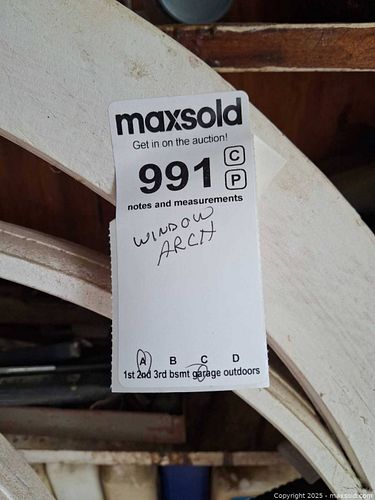 maxsold
Get in on the auction!
991 C
P
notes and measurements
WINDOW
ARCH
A B C D
1st 2nd 3rd bsmt garage outdoors
Copyright 2025 - maxsold.com